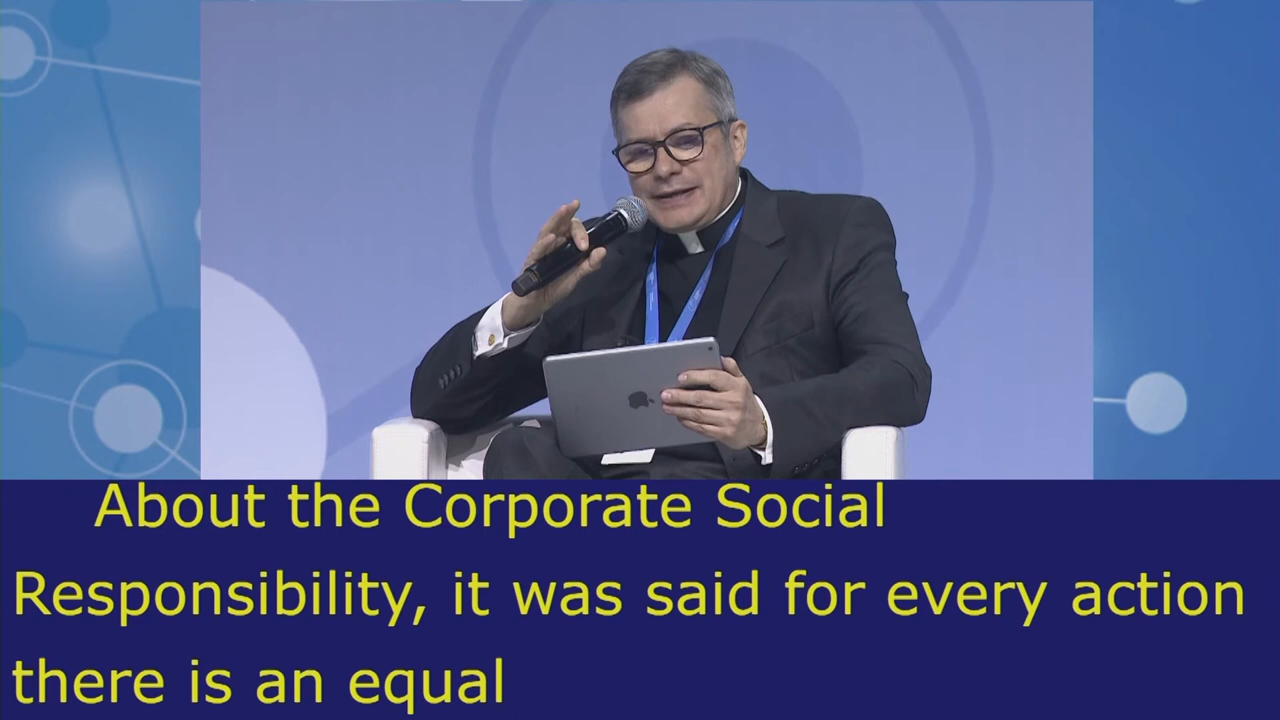 About the Corporate Social
Responsibility, it was said for every action
there is an equal